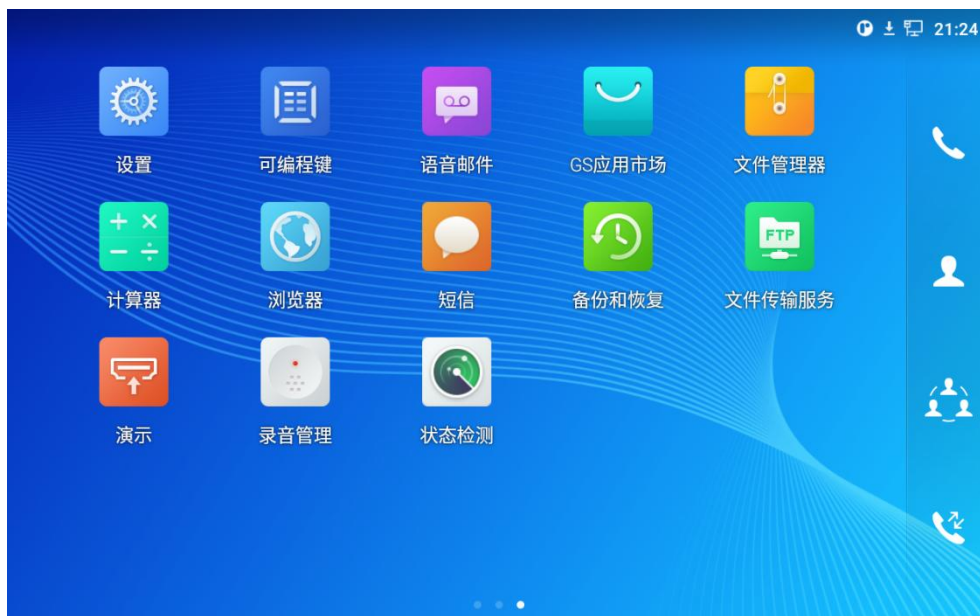 21:24
设置
可编程键
语音邮件
GS应用市场
文件管理器
计算器
浏览器
短信
备份和恢复
FTP
文件传输服务
演示
录音管理
状态检测